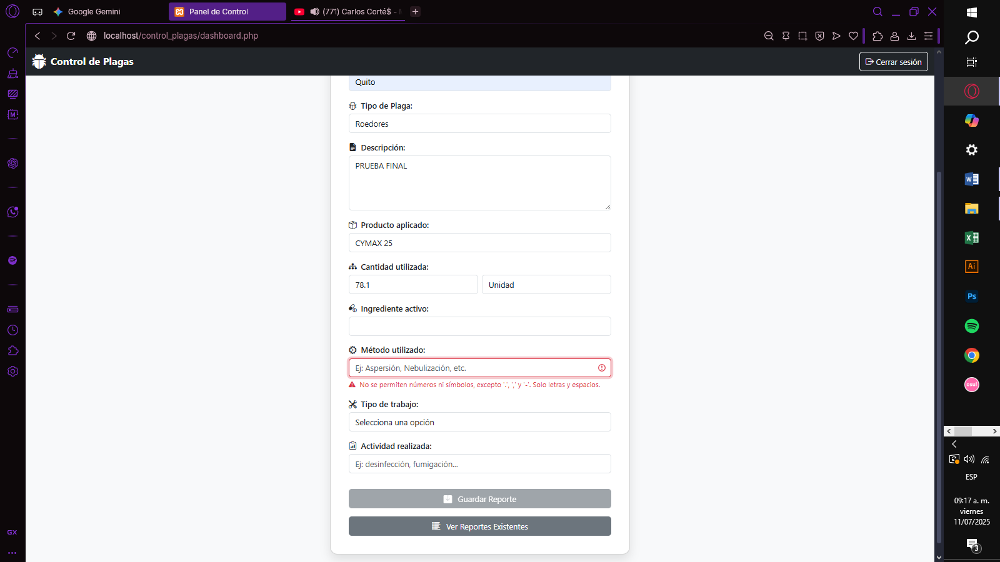 Google Gemini
Panel de Control
(771) Carlos Corté$ -
localhost/control_plagas/dashboard.php
Control de Plagas
Cerrar sesión
Quito
Tipo de Plaga:
Roedores
Descripción:
PRUEBA FINAL
Producto aplicado:
CYMAX 25
Cantidad utilizada:
78.1
Unidad
Ingrediente activo:
Método utilizado:
Ej: Aspersión, Nebulización, etc.
No se permiten números ni símbolos, excepto '.', ',' y '-'. Solo letras y espacios.
Tipo de trabajo:
Selecciona una opción
Actividad realizada:
Ej: desinfección, fumigación...
Guardar Reporte
Ver Reportes Existentes
M
GX
W
X
Ai
Ps
osu!
ESP
09:17 a. m.
viernes
11/07/2025
3